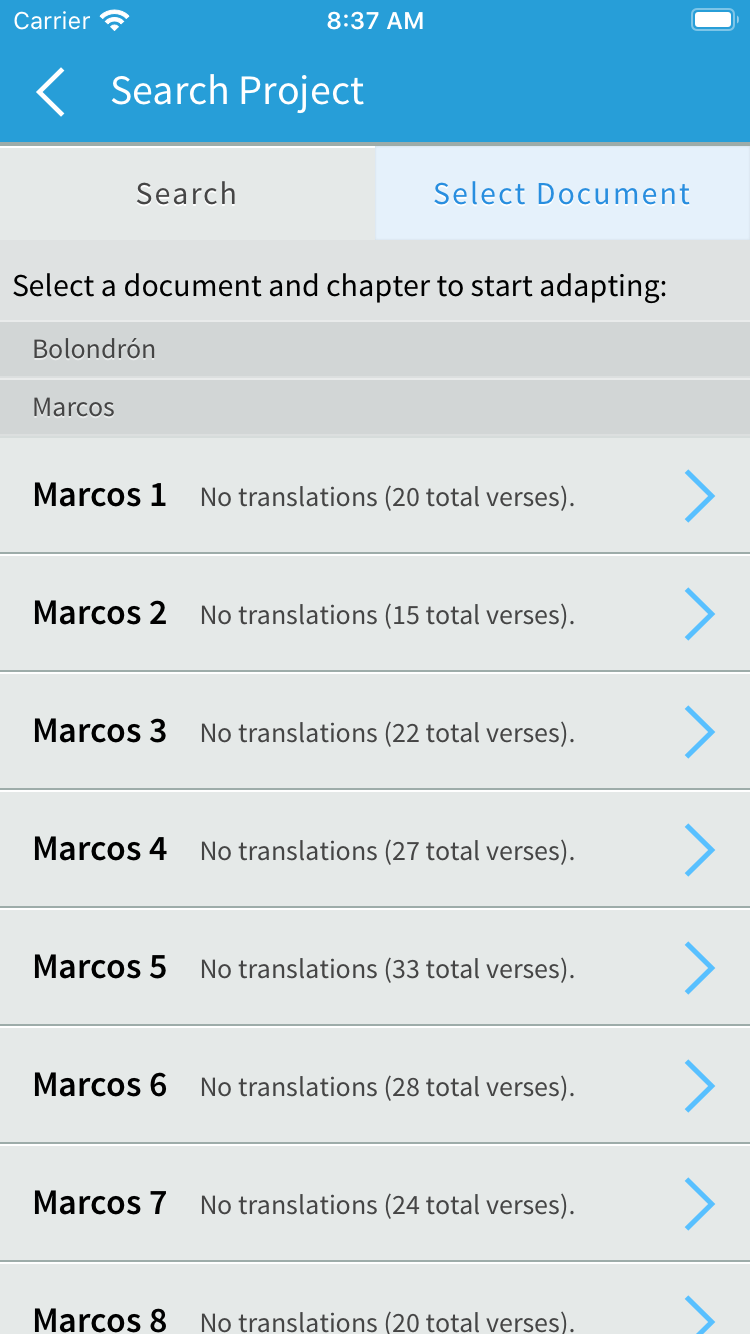 Carrier 8:37 AM
Search Project
Search Select Document
Select a document and chapter to start adapting:
Bolondrón
Marcos
Marcos 1 No translations (20 total verses).
Marcos 2 No translations (15 total verses).
Marcos 3 No translations (22 total verses).
Marcos 4 No translations (27 total verses).
Marcos 5 No translations (33 total verses).
Marcos 6 No translations (28 total verses).
Marcos 7 No translations (24 total verses).
Marcos 8 No translations (20 total verses).